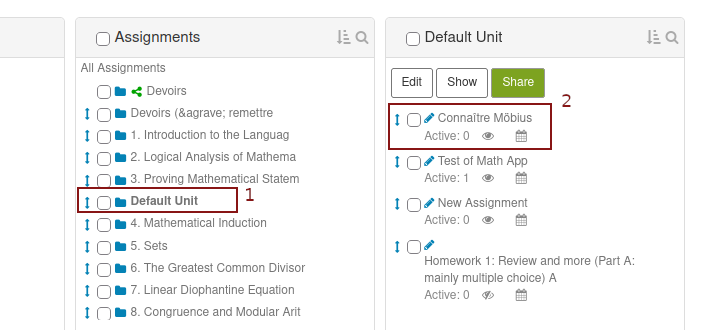 Assignments
All Assignments
Devoirs
Devoirs (&agrave; remettre
1. Introduction to the Languag
2. Logical Analysis of Mathema
3. Proving Mathematical Statem
Default Unit
1
4. Mathematical Induction
5. Sets
6. The Greatest Common Divisor
7. Linear Diophantine Equation
8. Congruence and Modular Arit
Default Unit
Edit
Show
Share
2
Connaître Möbius
Active: 0
Test of Math App
Active: 1
New Assignment
Active: 0
Homework 1: Review and more (Part A:
mainly multiple choice) A
Active: 0